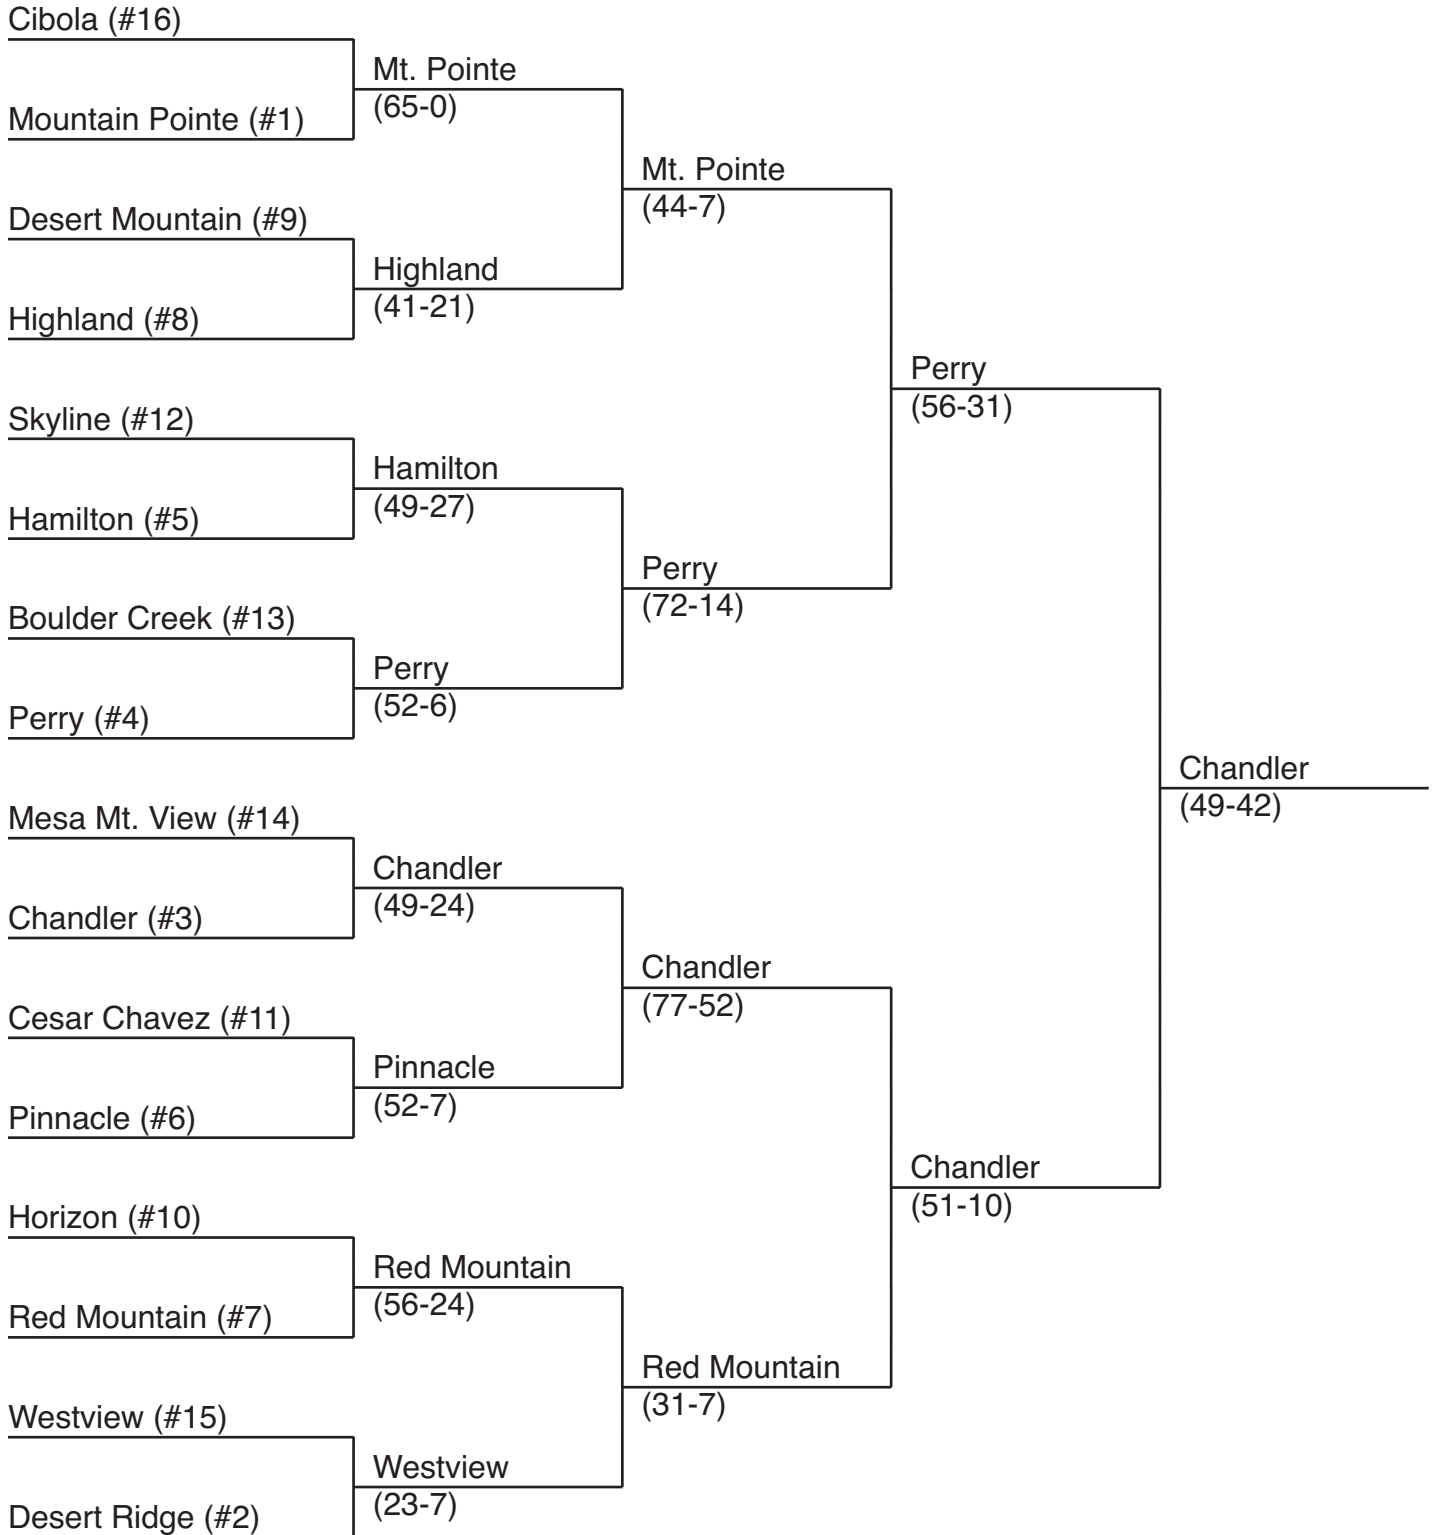 Cibola (#16)
Mt. Pointe
(65-0)
Mountain Pointe (#1)
Mt. Pointe
(44-7)
Desert Mountain (#9)
Highland
(41-21)
Highland (#8)
Perry
(56-31)
Skyline (#12)
Hamilton
(49-27)
Hamilton (#5)
Perry
(72-14)
Boulder Creek (#13)
Perry
(52-6)
Perry (#4)
Chandler
(49-42)
Mesa Mt. View (#14)
Chandler
(49-24)
Chandler (#3)
Chandler
(77-52)
Cesar Chavez (#11)
Pinnacle
(52-7)
Pinnacle (#6)
Chandler
(51-10)
Horizon (#10)
Red Mountain
(56-24)
Red Mountain (#7)
Red Mountain
(31-7)
Westview (#15)
Westview
(23-7)
Desert Ridge (#2)